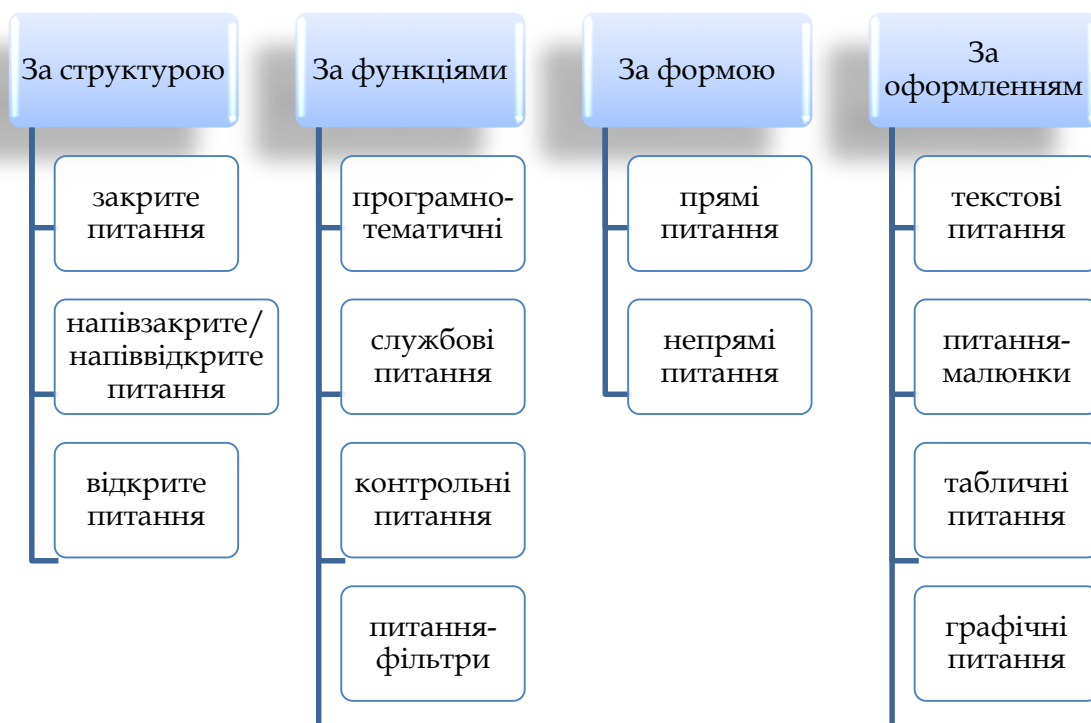 За структурою
закрите
питання
напівзакрите/
напіввідкрите
питання
відкрите
питання
За функціями
програмно-
тематичні
службові
питання
контрольні
питання
питання-
фільтри
За формою
прямі
питання
непрямі
питання
За
оформленням
текстові
питання
питання-
малюнки
табличні
питання
графічні
питання